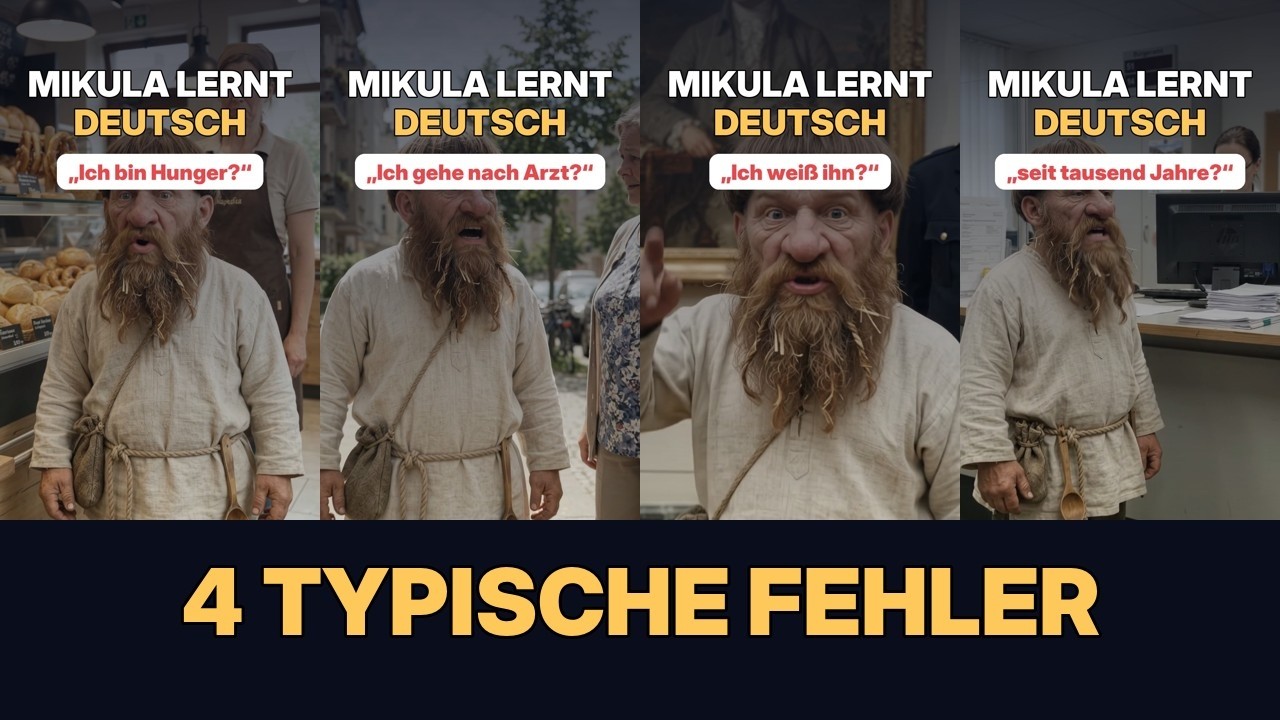 MIKULA LERNT
DEUTSCH
„Ich bin Hunger?“
MIKULA LERNT
DEUTSCH
„Ich gehe nach Arzt?“
MIKULA LERNT
DEUTSCH
„Ich weiß ihn?“
MIKULA LERNT
DEUTSCH
„seit tausend Jahre?“
4 TYPISCHE FEHLER